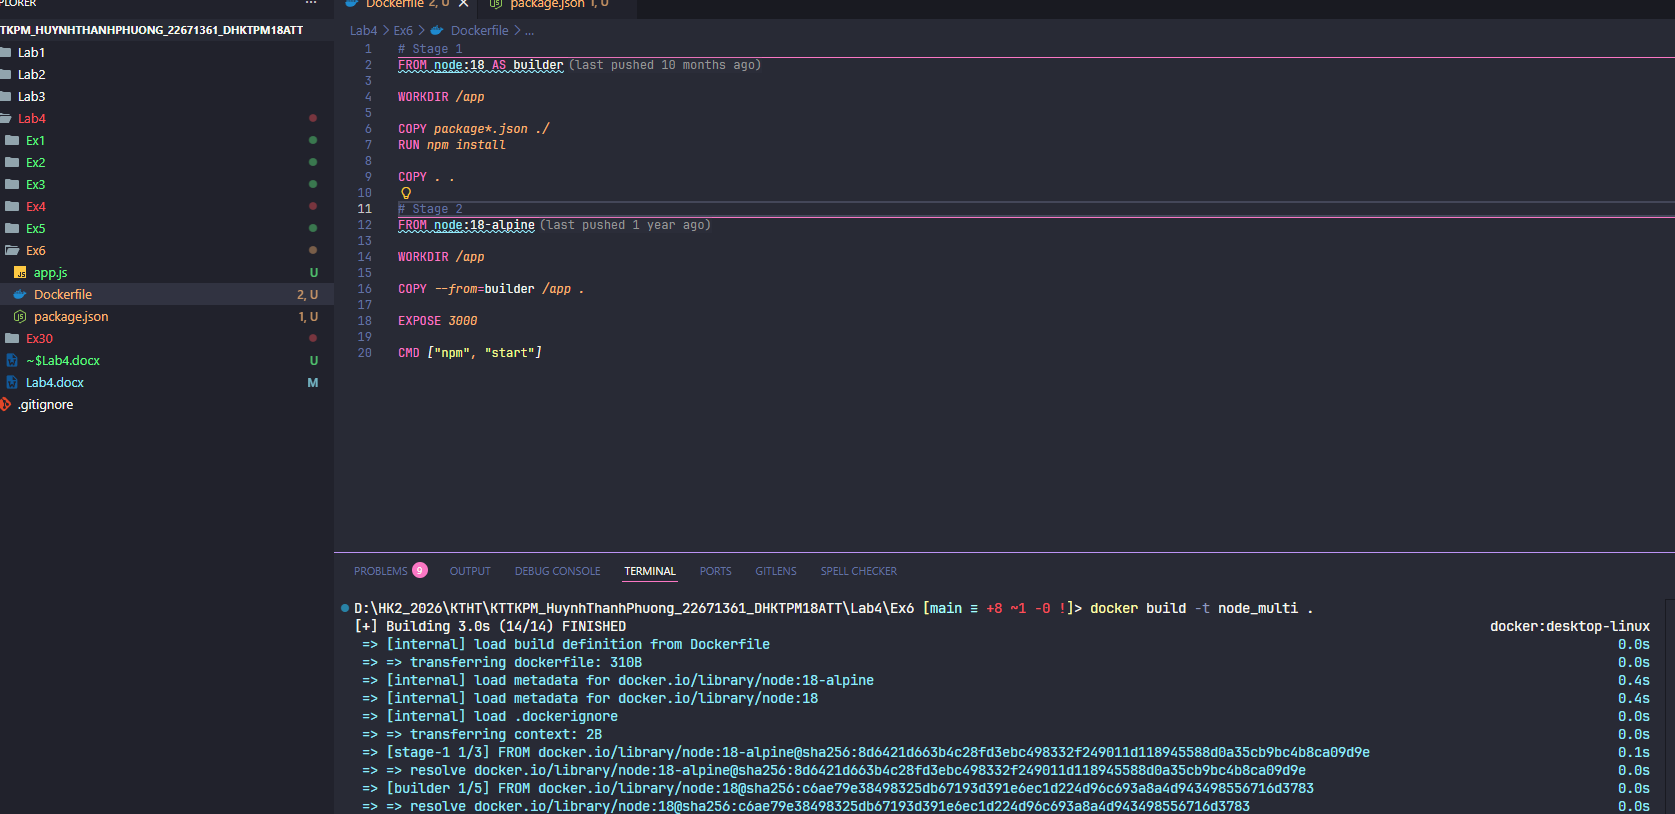 PLORER ...
TKPM_HUYNHTHANHPHUONG_22671361_DHKTPM18ATT
Lab1
Lab2
Lab3
Lab4
Ex1
Ex2
Ex3
Ex4
Ex5
Ex6
JS app.js U
Dockerfile 2, U
package.json 1, U
Ex30
~$Lab4.docx U
Lab4.docx M
.gitignore
Dockerfile 2, U package.json 1, U
Lab4 > Ex6 > Dockerfile > ...
1 # Stage 1
2 FROM node:18 AS builder (last pushed 10 months ago)
3
4 WORKDIR /app
5
6 COPY package*.json ./
7 RUN npm install
8
9 COPY . .
10
11 # Stage 2
12 FROM node:18-alpine (last pushed 1 year ago)
13
14 WORKDIR /app
15
16 COPY --from=builder /app .
17
18 EXPOSE 3000
19
20 CMD ["npm", "start"]
PROBLEMS 9 OUTPUT DEBUG CONSOLE TERMINAL PORTS GITLENS SPELL CHECKER
D:\HK2_2026\KTHT\KTTKPM_HuynhThanhPhuong_22671361_DHKTPM18ATT\Lab4\Ex6 [main ≡ +8 ~1 -0 !]> docker build -t node_multi .
[+] Building 3.0s (14/14) FINISHED docker:desktop-linux
=> [internal] load build definition from Dockerfile 0.0s
=> => transferring dockerfile: 310B 0.0s
=> [internal] load metadata for docker.io/library/node:18-alpine 0.4s
=> [internal] load metadata for docker.io/library/node:18 0.4s
=> [internal] load .dockerignore 0.0s
=> => transferring context: 2B 0.0s
=> [stage-1 1/3] FROM docker.io/library/node:18-alpine@sha256:8d6421d663b4c28fd3ebc498332f249011d118945588d0a35cb9bc4b8ca09d9e 0.1s
=> => resolve docker.io/library/node:18-alpine@sha256:8d6421d663b4c28fd3ebc498332f249011d118945588d0a35cb9bc4b8ca09d9e 0.0s
=> [builder 1/5] FROM docker.io/library/node:18@sha256:c6ae79e38498325db67193d391e6ec1d224d96c693a8a4d943498556716d3783 0.0s
=> => resolve docker.io/library/node:18@sha256:c6ae79e38498325db67193d391e6ec1d224d96c693a8a4d943498556716d3783 0.0s